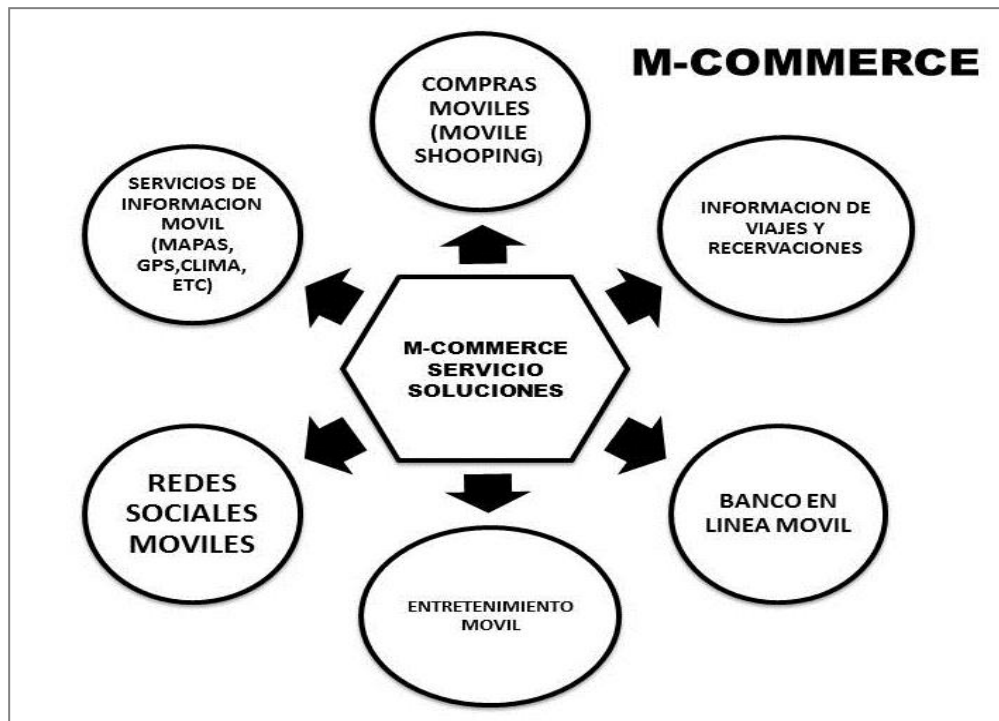 M-COMMERCE
COMPRAS
MOVILES
(MOVILE
SHOOPING)
SERVICIOS DE
INFORMACION
MOVIL
(MAPAS,
GPS,CLIMA,
ETC)
INFORMACION DE
VIAJES Y
RECERVACIONES
M-COMMERCE
SERVICIO
SOLUCIONES
REDES
SOCIALES
MOVILES
BANCO EN
LINEA MOVIL
ENTRETENIMIENTO
MOVIL